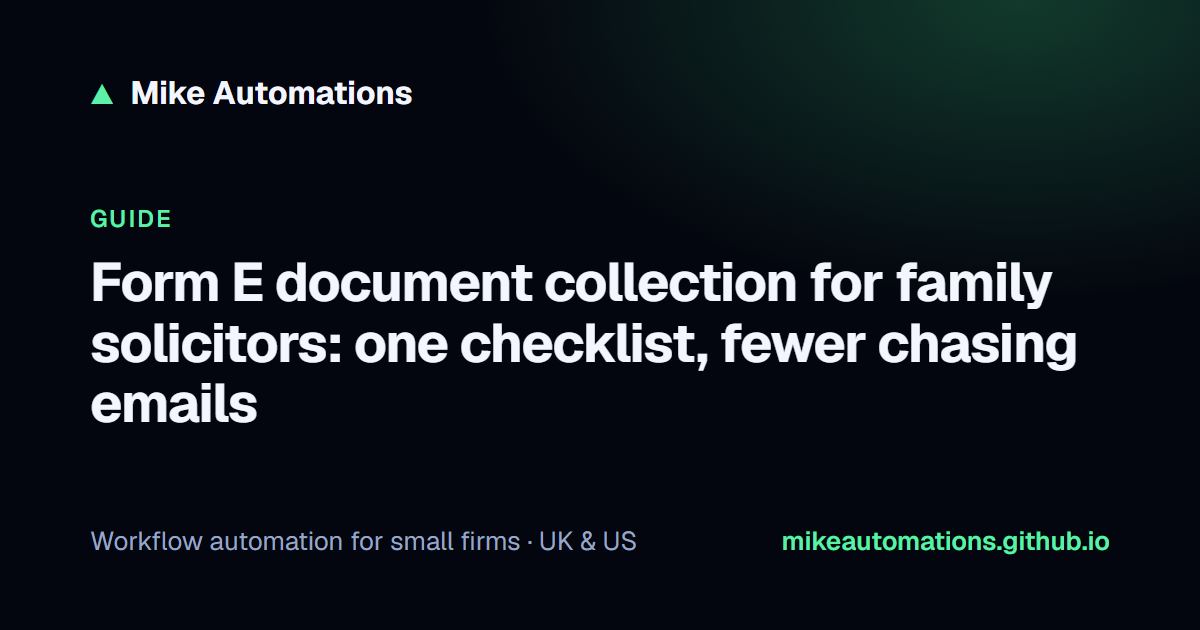 Mike Automations
GUIDE
Form E document collection for family
solicitors: one checklist, fewer chasing
emails
Workflow automation for small firms · UK & US
mikeautomations.github.io